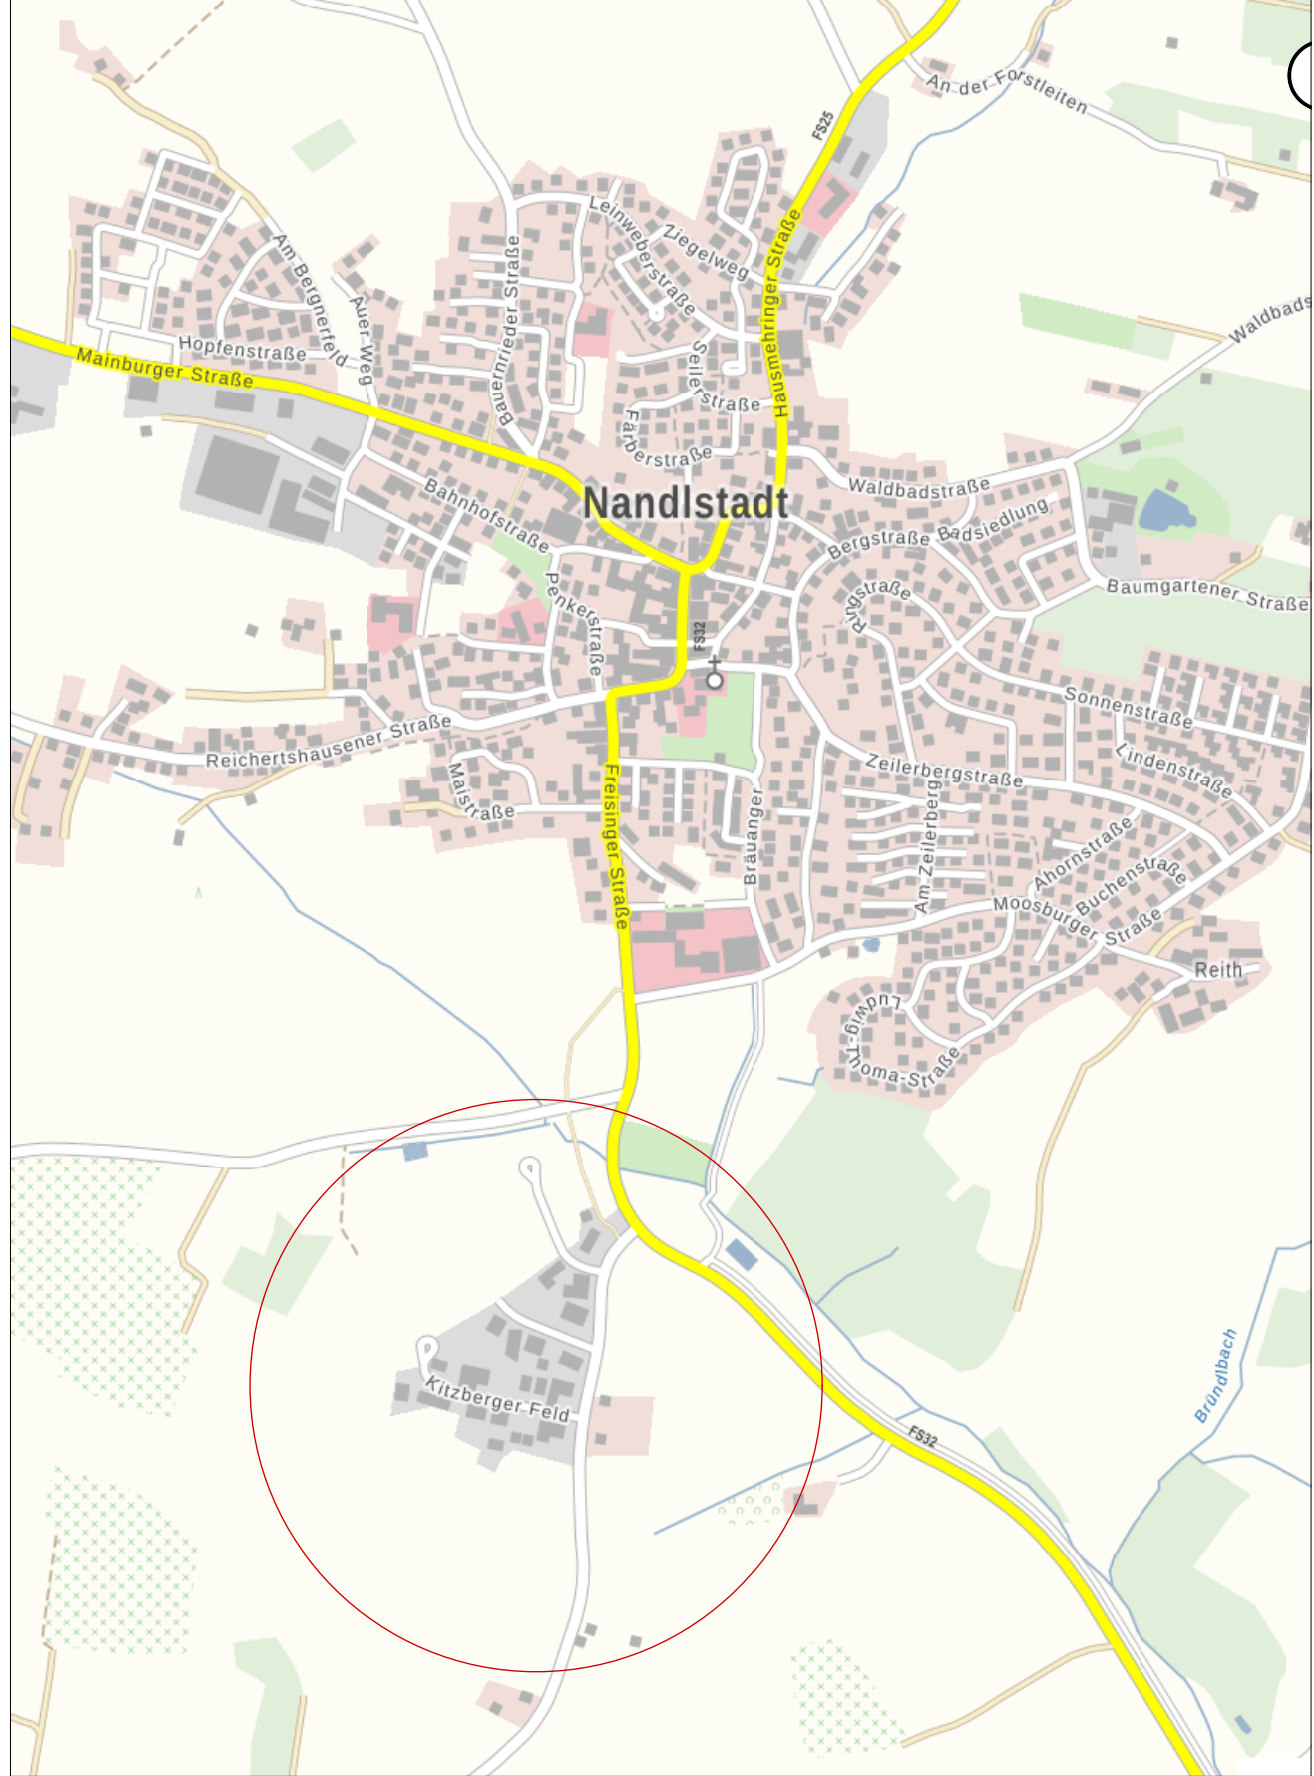 An der Forstleiten
FS25
Leinweberstraße
Ziegelweg
Am Bergnerfeld
Auer Weg
Bauernrieder Straße
Hausmehringer Straße
Waldbads
Hopfenstraße
Mainburger Straße
Seilerstraße
Färberstraße
Bahnhofstraße
Nandlstadt
Waldbadstraße
Bergstraße
Badsiedlung
Baumgartener Straße
Penkerstraße
Ringstraße
FS32
Sonnenstraße
Reichertshausener Straße
Lindenstraße
Zeilerbergstraße
Maistraße
Freisinger Straße
Bräuanger
Am Zeilerberg
Ahornstraße
Buchenstraße
Moosburger Straße
Reith
Ludwig-Thoma-Straße
Kitzberger Feld
Bründlbach
FS32